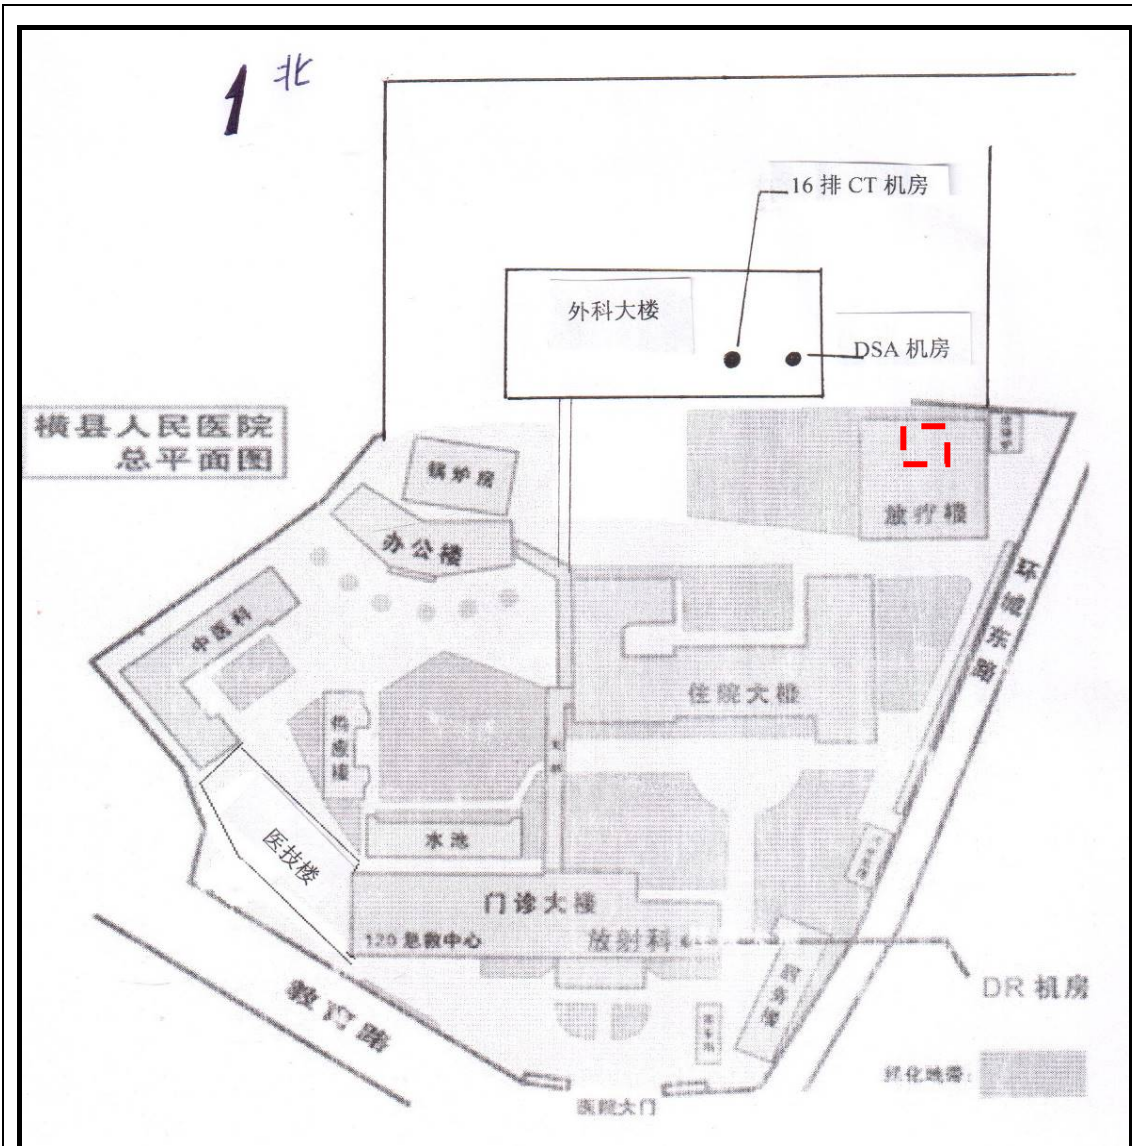 北
16 排 CT 机房
外科大楼
DSA 机房
横县人民医院
总平面图
锅炉房
放疗楼
办公楼
环城东路
中医科
住院大楼
供应楼
水池
医技楼
门诊大楼
120 急救中心
放射科
DR 机房
教育路
绿化地带:
医院大门